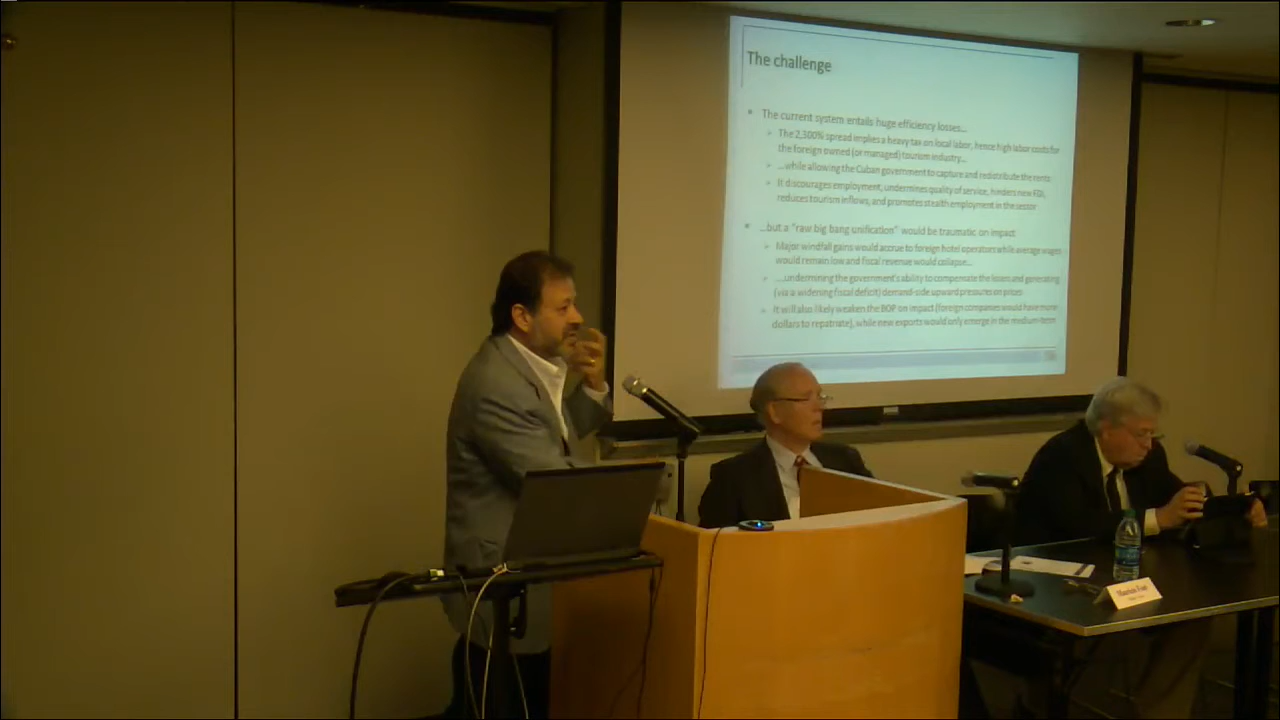 The challenge
• The current system entails huge efficiency losses...
➢ The 2,300% spread implies a heavy tax on local labor, hence high labor costs for
the foreign owned (or managed) tourism industry...
➢ ...while allowing the Cuban government to capture and redistribute the rents
➢ It discourages employment, undermines quality of service, hinders new FDI,
reduces tourism inflows, and promotes stealth employment in the sector
• ...but a "raw big bang unification" would be traumatic on impact
➢ Major windfall gains would accrue to foreign hotel operators while average wages
would remain low and fiscal revenue would collapse...
➢ ...undermining the government's ability to compensate the losers and generating
(via a widening fiscal deficit) demand-side upward pressures on prices
➢ It will also likely weaken the BOP on impact (foreign companies would have more
dollars to repatriate), while new exports would only emerge in the medium-term